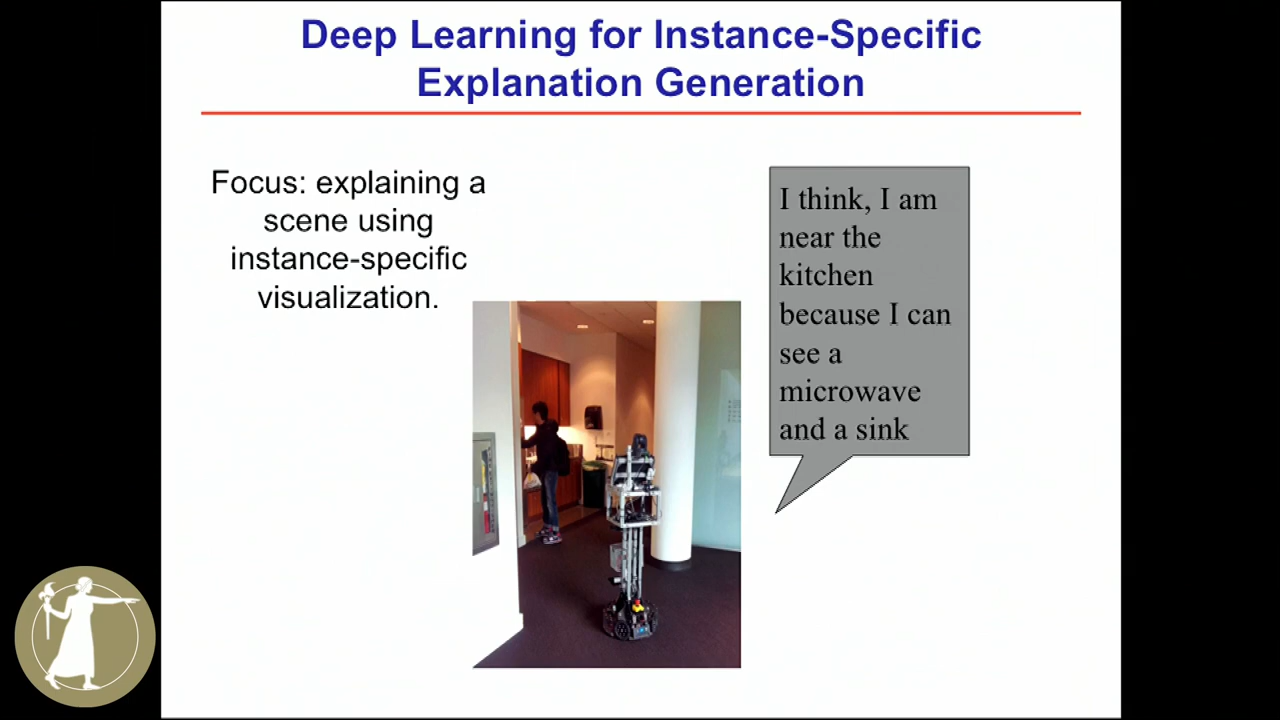 Deep Learning for Instance-Specific
Explanation Generation
Focus: explaining a
scene using
instance-specific
visualization.
I think, I am
near the
kitchen
because I can
see a
microwave
and a sink